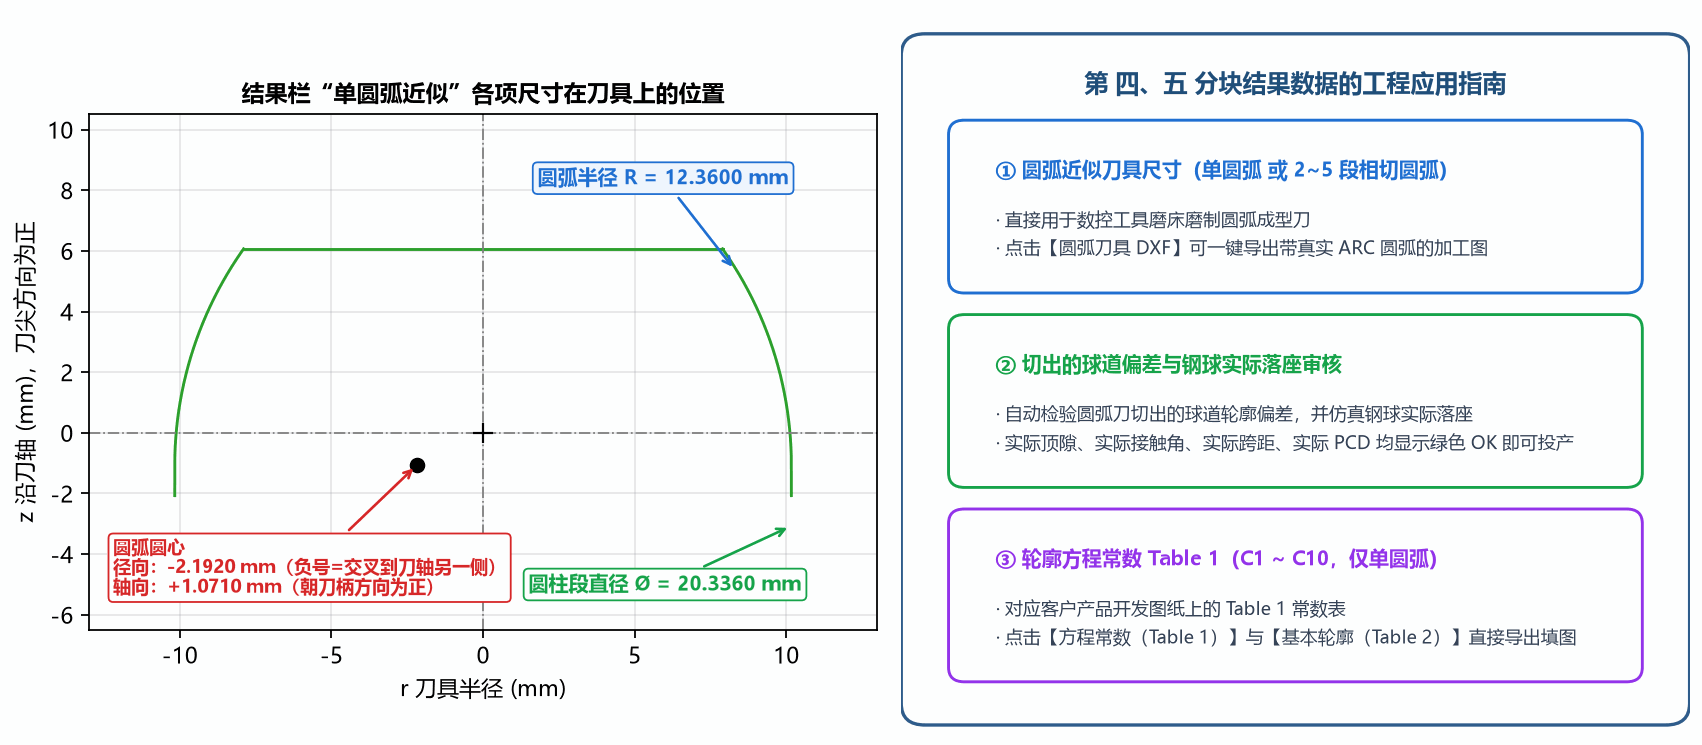 结果栏“单圆弧近似”各项尺寸在刀具上的位置
10
8
6
4
2
0
-2
-4
-6
z 沿刀轴 (mm)，刀尖方向为正
圆弧半径 R = 12.3600 mm
圆弧圆心
径向：-2.1920 mm（负号=交叉到刀轴另一侧）
轴向：+1.0710 mm（朝刀柄方向为正）
圆柱段直径 Ø = 20.3360 mm
-10
-5
0
5
10
r 刀具半径 (mm)
第 四、五 分块结果数据的工程应用指南
① 圆弧近似刀具尺寸（单圆弧 或 2~5 段相切圆弧）
· 直接用于数控工具磨床磨制圆弧成型刀
· 点击【圆弧刀具 DXF】可一键导出带真实 ARC 圆弧的加工图
② 切出的球道偏差与钢球实际落座审核
· 自动检验圆弧刀切出的球道轮廓偏差，并仿真钢球实际落座
· 实际顶隙、实际接触角、实际跨距、实际 PCD 均显示绿色 OK 即可投产
③ 轮廓方程常数 Table 1（C1 ~ C10，仅单圆弧）
· 对应客户产品开发图纸上的 Table 1 常数表
· 点击【方程常数（Table 1）】与【基本轮廓（Table 2）】直接导出填图